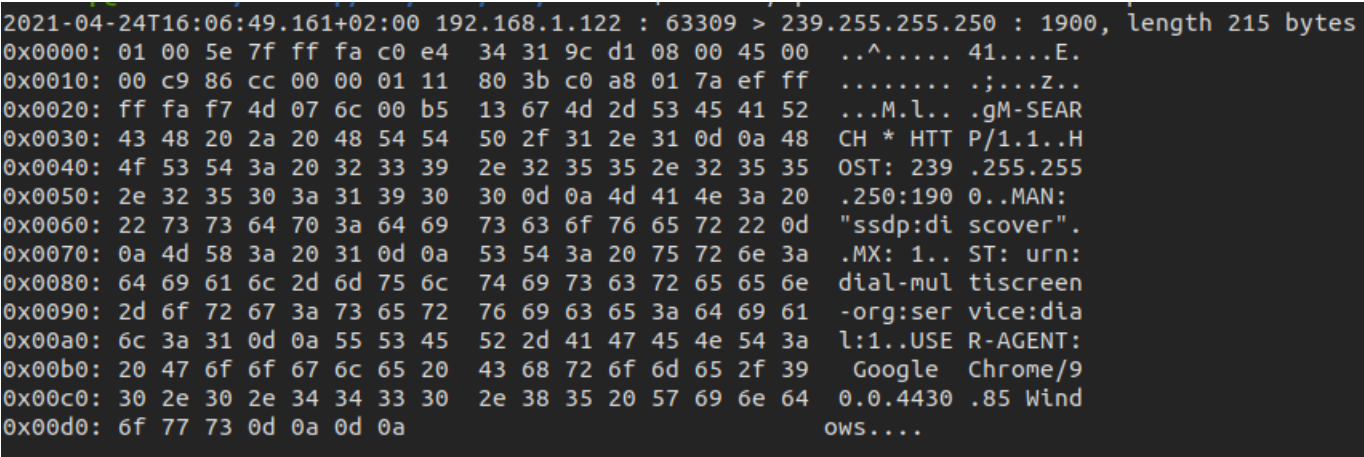 2021-04-24T16:06:49.161+02:00 192.168.1.122 : 63309 > 239.255.255.250 : 1900, length 215 bytes
0x0000: 01 00 5e 7f ff fa c0 e4  34 31 9c d1 08 00 45 00  ..^..... 41....E.
0x0010: 00 c9 86 cc 00 00 01 11  80 3b c0 a8 01 7a ef ff  ........ .;...z..
0x0020: ff fa f7 4d 07 6c 00 b5  13 67 4d 2d 53 45 41 52  ...M.l.. .gM-SEAR
0x0030: 43 48 20 2a 20 48 54 54  50 2f 31 2e 31 0d 0a 48  CH * HTT P/1.1..H
0x0040: 4f 53 54 3a 20 32 33 39  2e 32 35 35 2e 32 35 35  OST: 239 .255.255
0x0050: 2e 32 35 30 3a 31 39 30  30 0d 0a 4d 41 4e 3a 20  .250:190 0..MAN:
0x0060: 22 73 73 64 70 3a 64 69  73 63 6f 76 65 72 22 0d  "ssdp:di scover".
0x0070: 0a 4d 58 3a 20 31 0d 0a  53 54 3a 20 75 72 6e 3a  .MX: 1.. ST: urn:
0x0080: 64 69 61 6c 2d 6d 75 6c  74 69 73 63 72 65 65 6e  dial-mul tiscreen
0x0090: 2d 6f 72 67 3a 73 65 72  76 69 63 65 3a 64 69 61  -org:ser vice:dia
0x00a0: 6c 3a 31 0d 0a 55 53 45  52 2d 41 47 45 4e 54 3a  l:1..USE R-AGENT:
0x00b0: 20 47 6f 6f 67 6c 65 20  43 68 72 6f 6d 65 2f 39   Google  Chrome/9
0x00c0: 30 2e 30 2e 34 34 33 30  2e 38 35 20 57 69 6e 64  0.0.4430 .85 Wind
0x00d0: 6f 77 73 0d 0a 0d 0a                              ows....